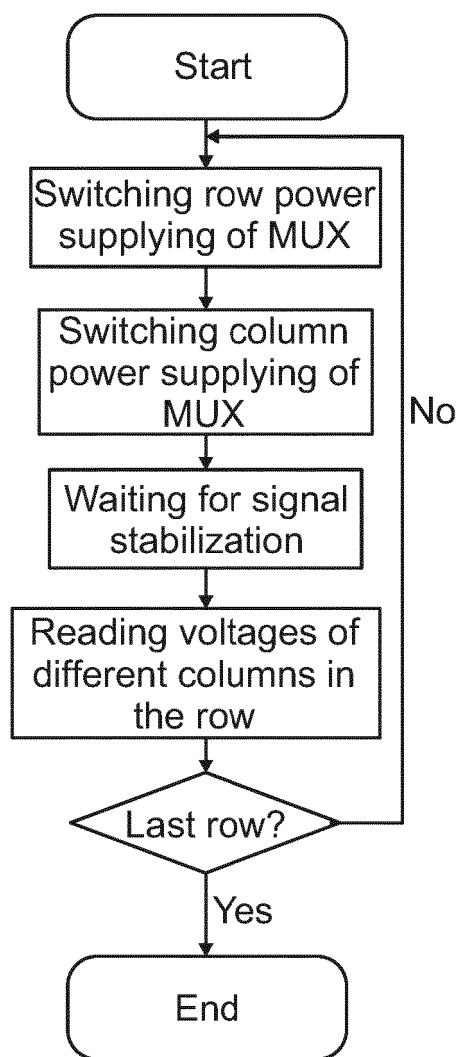 Start
Switching row power
supplying of MUX
Switching column
power supplying of
MUX
No
Waiting for signal
stabilization
Reading voltages of
different columns in
the row
Last row?
Yes
End